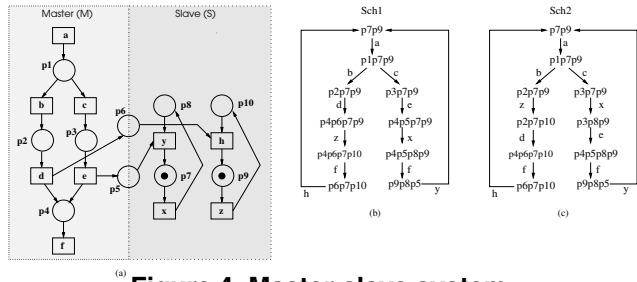 Master (M)
Slave (S)
a
p1
b
c
p6
p8
p10
p2
p3
y
h
d
e
p5
p7
p9
p4
x
z
f
(a)
Sch1
p7p9
a
p1p7p9
b
c
p2p7p9
p3p7p9
d
e
p4p6p7p9
p4p5p7p9
z
x
p4p6p7p10
p4p5p8p9
f
f
p6p7p10
p9p8p5
h
y
(b)
Sch2
p7p9
a
p1p7p9
b
c
p2p7p9
p3p7p9
z
x
p2p7p10
p3p8p9
d
e
p4p6p7p10
p4p5p8p9
f
f
p6p7p10
p9p8p5
h
y
(c)
Figure 4. Master-slave system